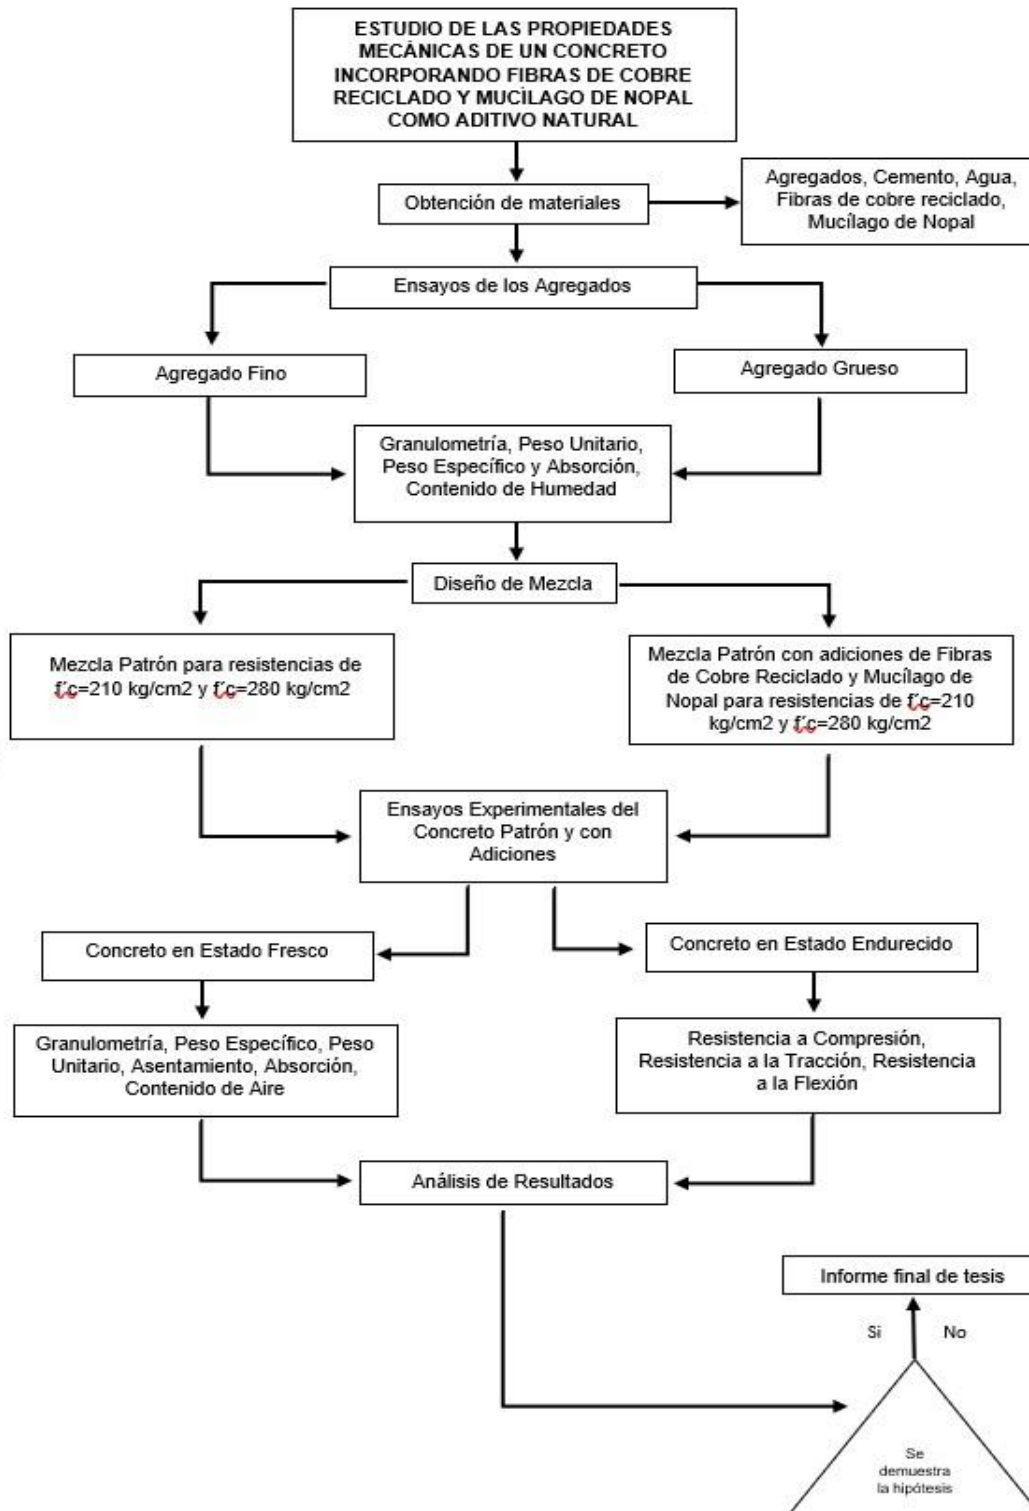 ESTUDIO DE LAS PROPIEDADES
MECÁNICAS DE UN CONCRETO
INCORPORANDO FIBRAS DE COBRE
RECICLADO Y MUCÍLAGO DE NOPAL
COMO ADITIVO NATURAL
Obtención de materiales
Agregados, Cemento, Agua,
Fibras de cobre reciclado,
Mucílago de Nopal
Ensayos de los Agregados
Agregado Fino
Agregado Grueso
Granulometría, Peso Unitario,
Peso Específico y Absorción,
Contenido de Humedad
Diseño de Mezcla
Mezcla Patrón para resistencias de
f´c=210 kg/cm2 y f´c=280 kg/cm2
Mezcla Patrón con adiciones de Fibras
de Cobre Reciclado y Mucílago de
Nopal para resistencias de f´c=210
kg/cm2 y f´c=280 kg/cm2
Ensayos Experimentales del
Concreto Patrón y con
Adiciones
Concreto en Estado Fresco
Concreto en Estado Endurecido
Granulometría, Peso Específico, Peso
Unitario, Asentamiento, Absorción,
Contenido de Aire
Resistencia a Compresión,
Resistencia a la Tracción, Resistencia
a la Flexión
Análisis de Resultados
Informe final de tesis
Si No
Se
demuestra
la hipótesis